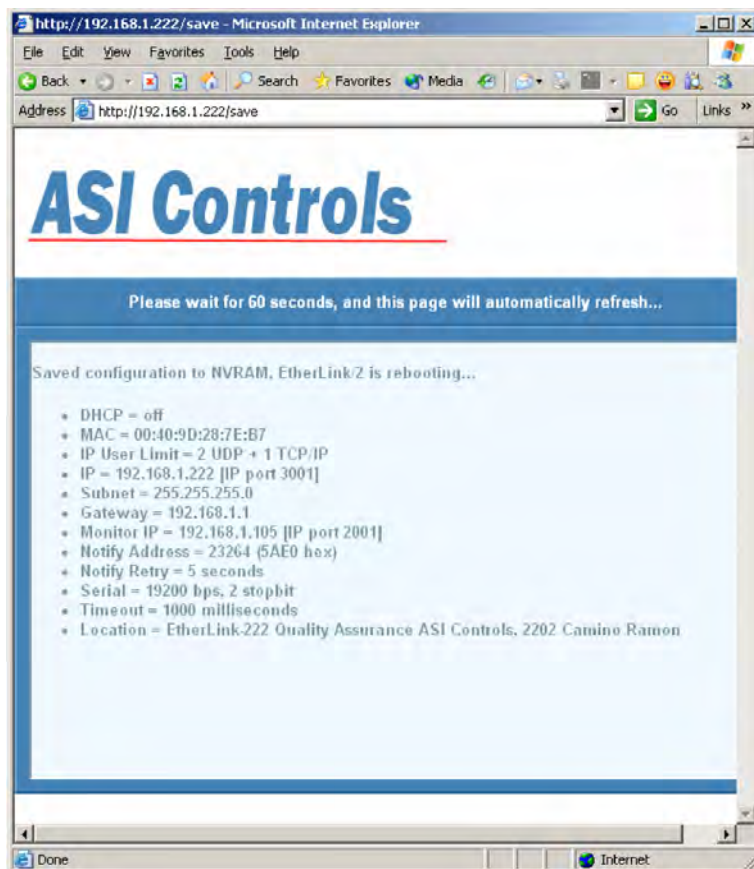 http://192.168.1.222/save - Microsoft Internet Explorer
File Edit View Favorites Tools Help
Back Search Favorites Media
Address http://192.168.1.222/save Go Links »
ASI Controls
Please wait for 60 seconds, and this page will automatically refresh...
Saved configuration to NVRAM, EtherLink/2 is rebooting...
• DHCP = off
• MAC = 00:40:9D:28:7E:B7
• IP User Limit = 2 UDP + 1 TCP/IP
• IP = 192.168.1.222 [IP port 3001]
• Subnet = 255.255.255.0
• Gateway = 192.168.1.1
• Monitor IP = 192.168.1.105 [IP port 2001]
• Notify Address = 23264 (5AE0 hex)
• Notify Retry = 5 seconds
• Serial = 19200 bps, 2 stopbit
• Timeout = 1000 milliseconds
• Location = EtherLink-222 Quality Assurance ASI Controls, 2202 Camino Ramon
Done Internet